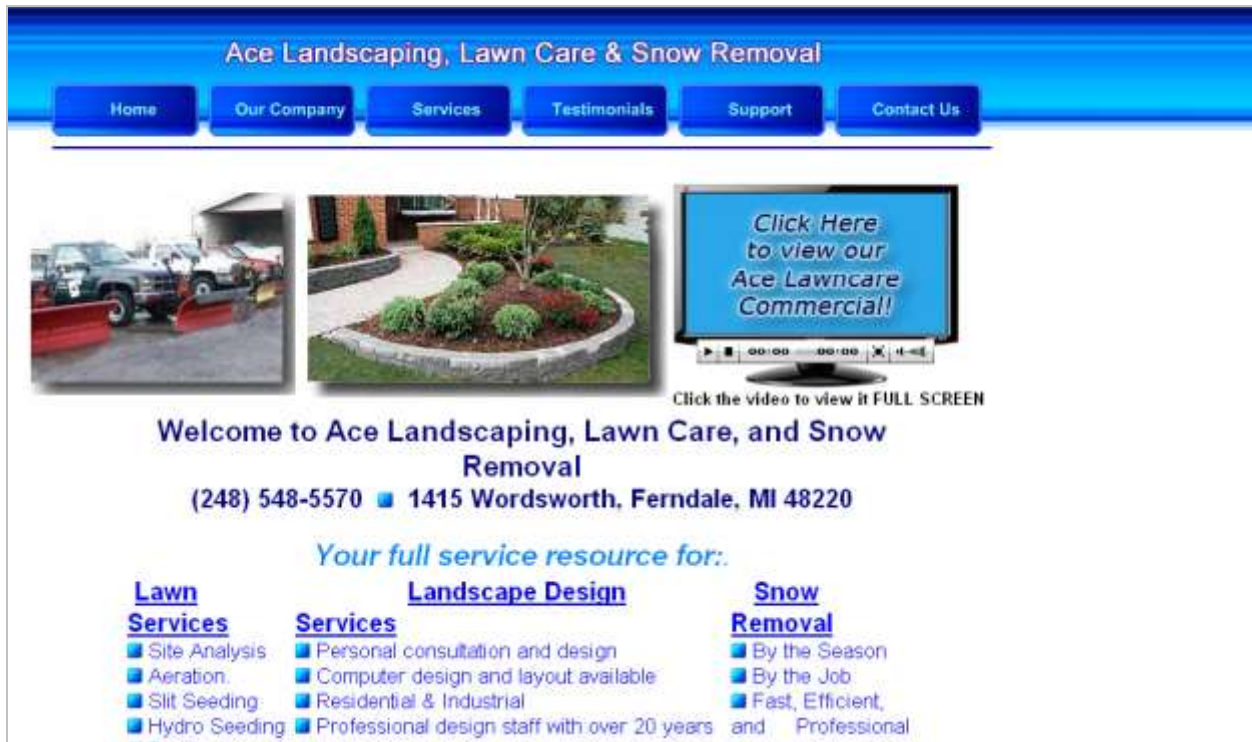 Ace Landscaping, Lawn Care & Snow Removal
Home Our Company Services Testimonials Support Contact Us
Click Here
to view our
Ace Lawncare
Commercial!
00:00 00:00
Click the video to view it FULL SCREEN
Welcome to Ace Landscaping, Lawn Care, and Snow
Removal
(248) 548-5570 1415 Wordsworth, Ferndale, MI 48220
Your full service resource for:.
Lawn
Services
Site Analysis
Aeration.
Slit Seeding
Hydro Seeding
Landscape Design
Services
Personal consultation and design
Computer design and layout available
Residential & Industrial
Professional design staff with over 20 years
Snow
Removal
By the Season
By the Job
Fast, Efficient,
and Professional